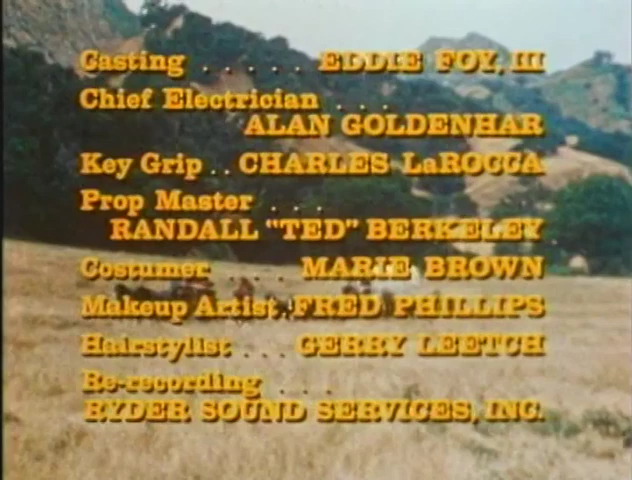 Casting . . . . . EDDIE FOY, III
Chief Electrician . . .
ALAN GOLDENHAR
Key Grip . . CHARLES LaROCCA
Prop Master . . .
RANDALL "TED" BERKELEY
Costumer . . . . MARIE BROWN
Makeup Artist . FRED PHILLIPS
Hairstylist . . . GERRY LEETCH
Re-recording . . .
RYDER SOUND SERVICES, INC.